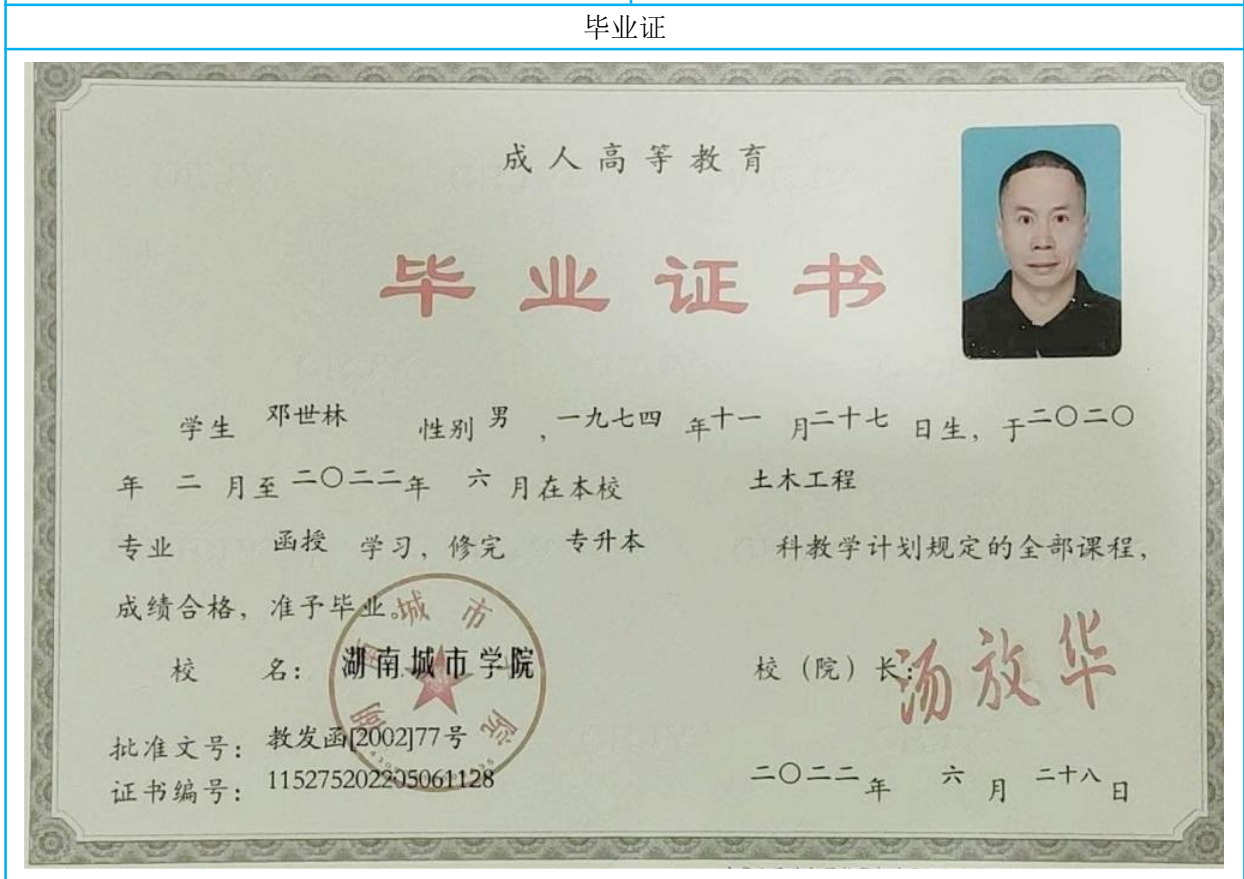 毕业证
成人高等教育
毕业证书
学生 邓世林 性别 男 ,一九七四 年十一 月二十七 日生, 于二〇二〇
年 二 月至 二〇二二年 六 月在本校 土木工程
专业 函授 学习, 修完 专升本 科教学计划规定的全部课程,
成绩合格, 准予毕业。
校 名: 湖南城市学院 校(院)长: 汤放华
湖南城市学院
批准文号: 教发函[2002]77号
证书编号: 115275202205061128 二〇二二年 六 月 二十八日